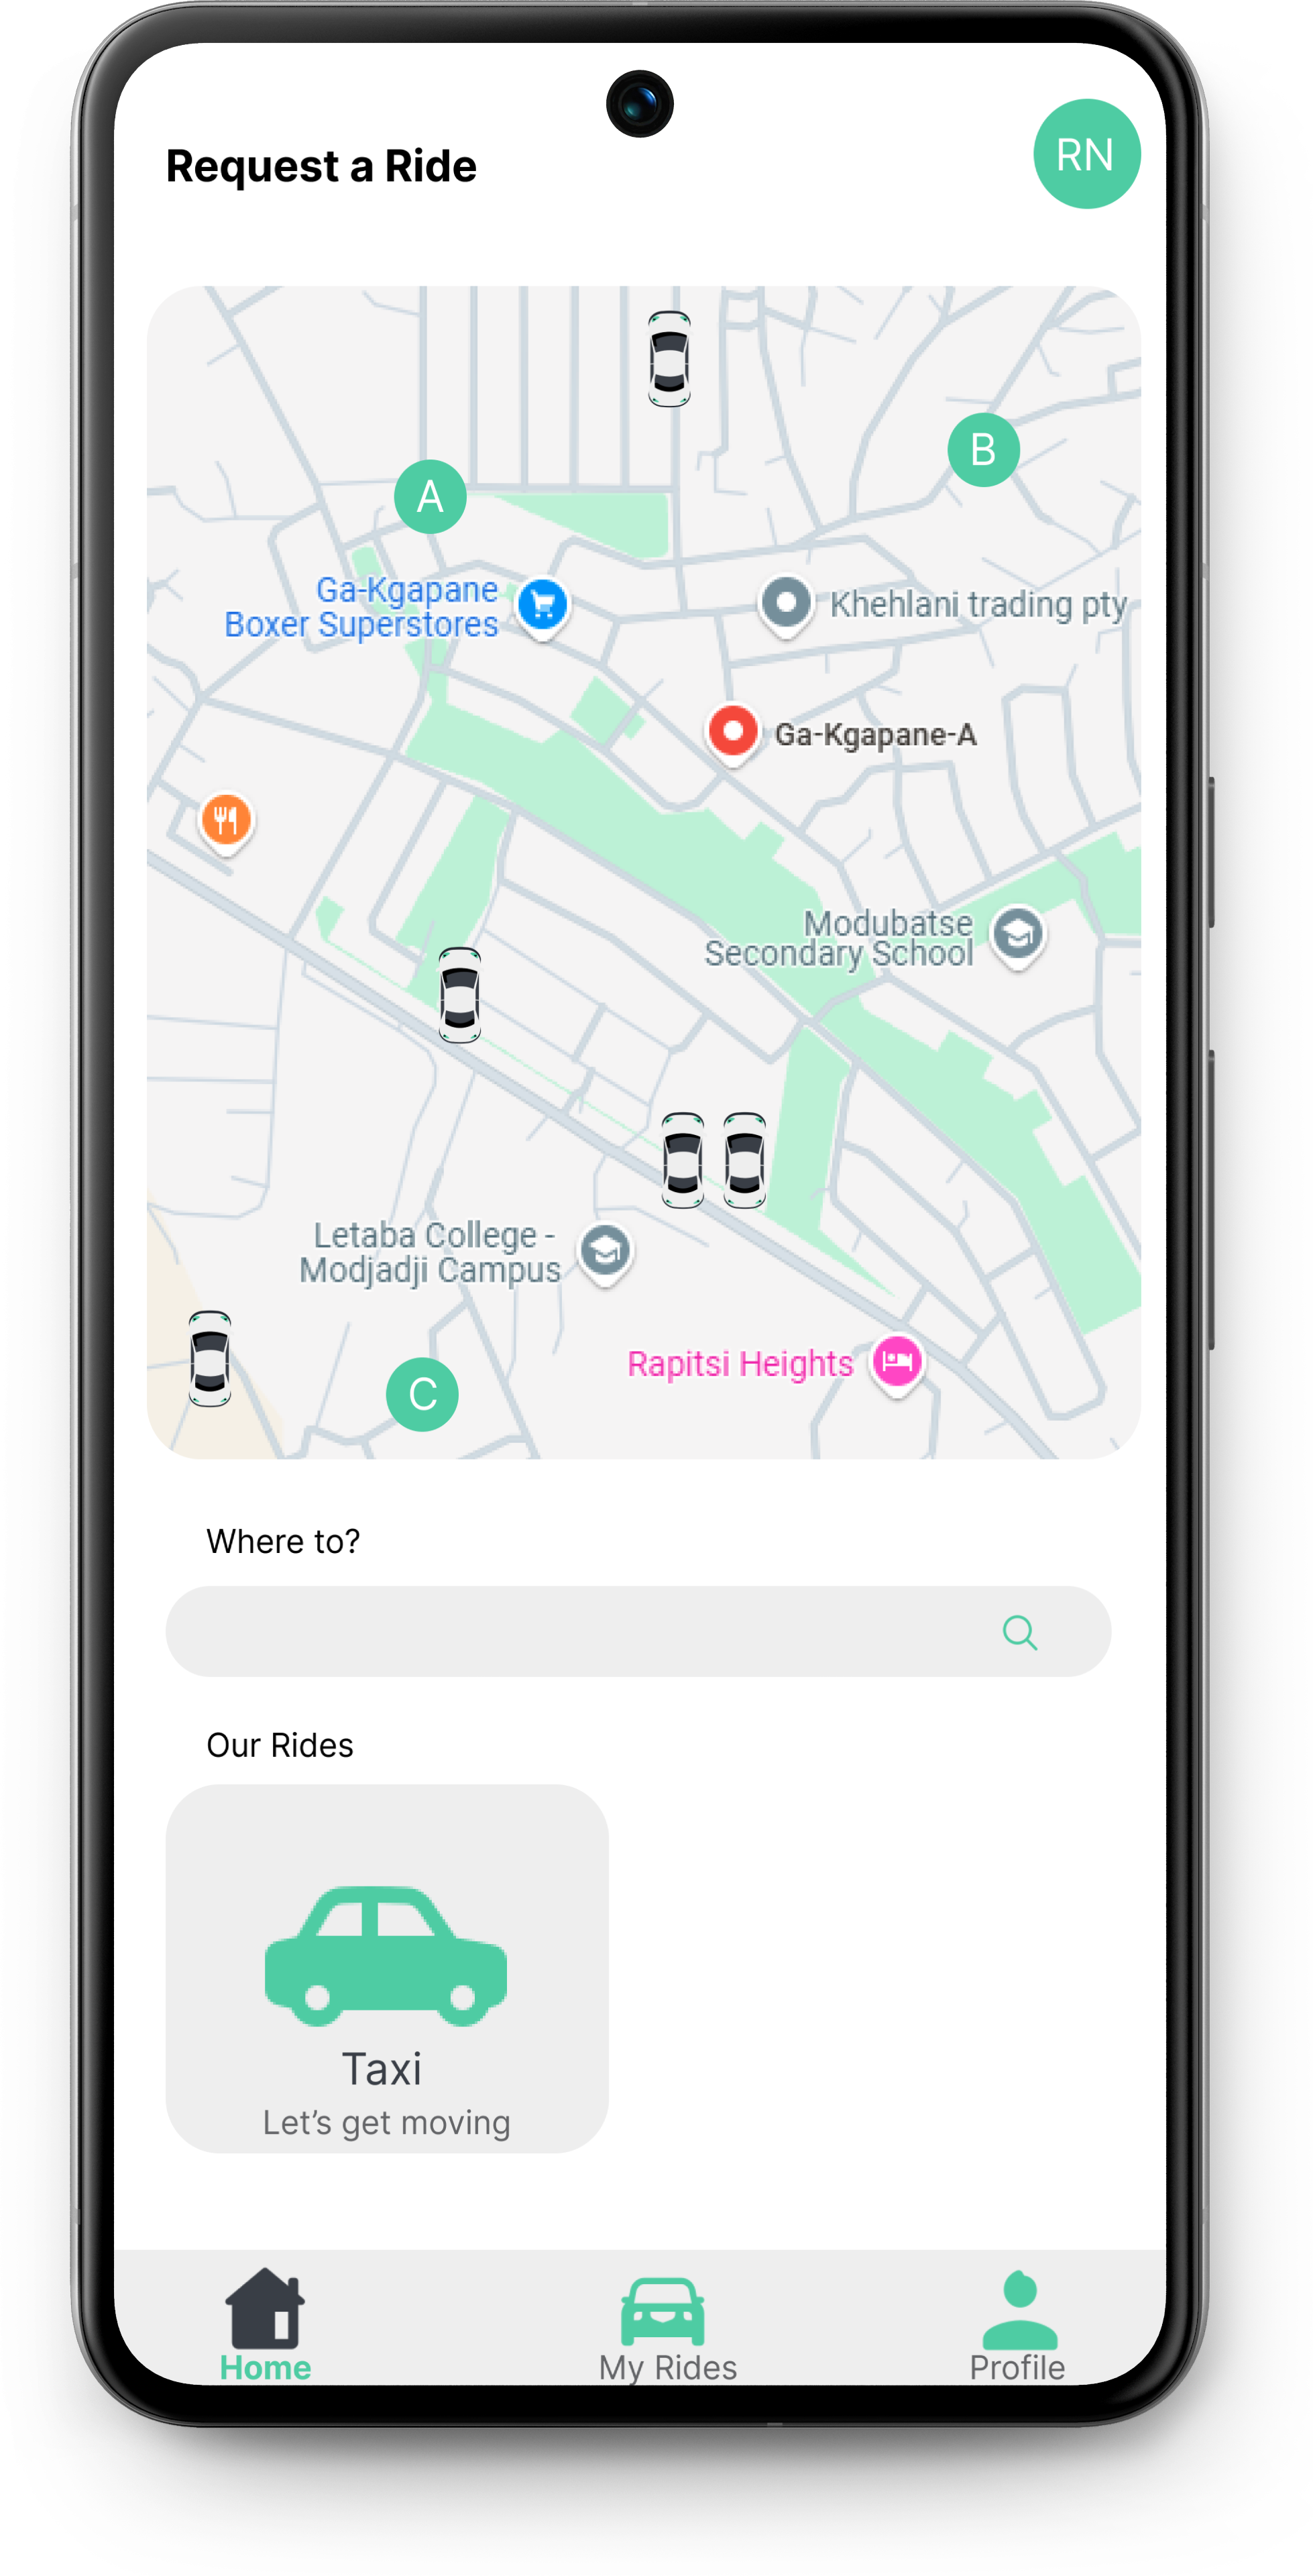 Request a Ride
RN
B
A
Ga-Kgapane
Boxer Superstores
Khehlani trading pty
Ga-Kgapane-A
Modubatse
Secondary School
Letaba College -
Modjadji Campus
Rapitsi Heights
C
Where to?
Our Rides
Taxi
Let’s get moving
Home
My Rides
Profile